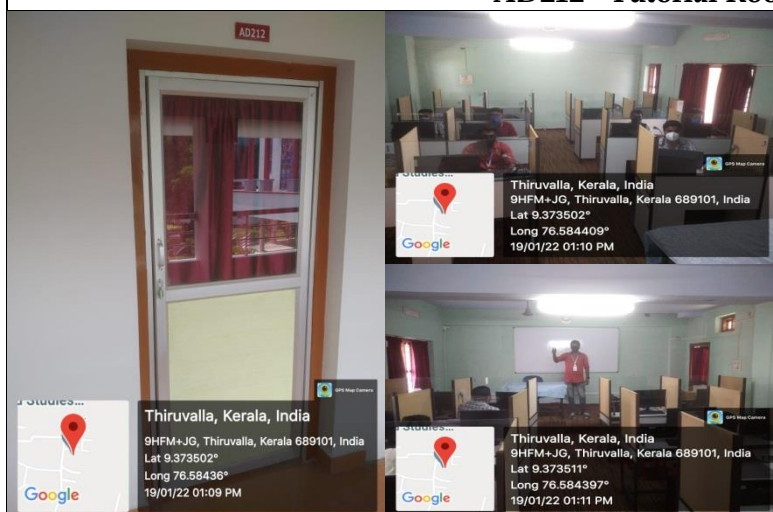 AD212
GPS Map Camera
Studies...
Google
Thiruvalla, Kerala, India
9HFM+JG, Thiruvalla, Kerala 689101, India
Lat 9.373502°
Long 76.58436°
19/01/22 01:09 PM
GPS Map Camera
Studies...
Google
Thiruvalla, Kerala, India
9HFM+JG, Thiruvalla, Kerala 689101, India
Lat 9.373502°
Long 76.584409°
19/01/22 01:10 PM
GPS Map Camera
Google
Thiruvalla, Kerala, India
9HFM+JG, Thiruvalla, Kerala 689101, India
Lat 9.373511°
Long 76.584397°
19/01/22 01:11 PM